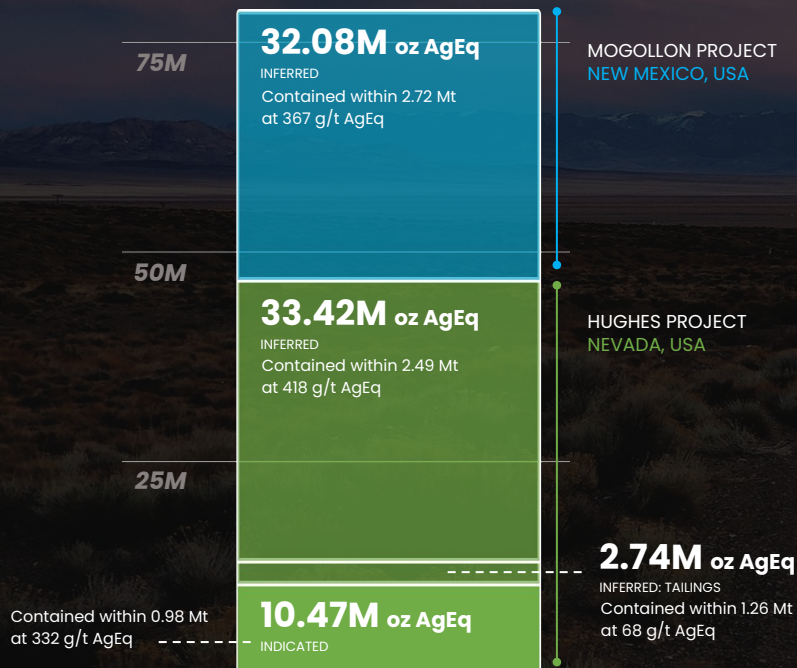 75M
32.08M oz AgEq
INFERRED
Contained within 2.72 Mt
at 367 g/t AgEq
MOGOLLON PROJECT
NEW MEXICO, USA
50M
33.42M oz AgEq
INFERRED
Contained within 2.49 Mt
at 418 g/t AgEq
HUGHES PROJECT
NEVADA, USA
25M
2.74M oz AgEq
INFERRED: TAILINGS
Contained within 1.26 Mt
at 68 g/t AgEq
10.47M oz AgEq
INDICATED
Contained within 0.98 Mt
at 332 g/t AgEq